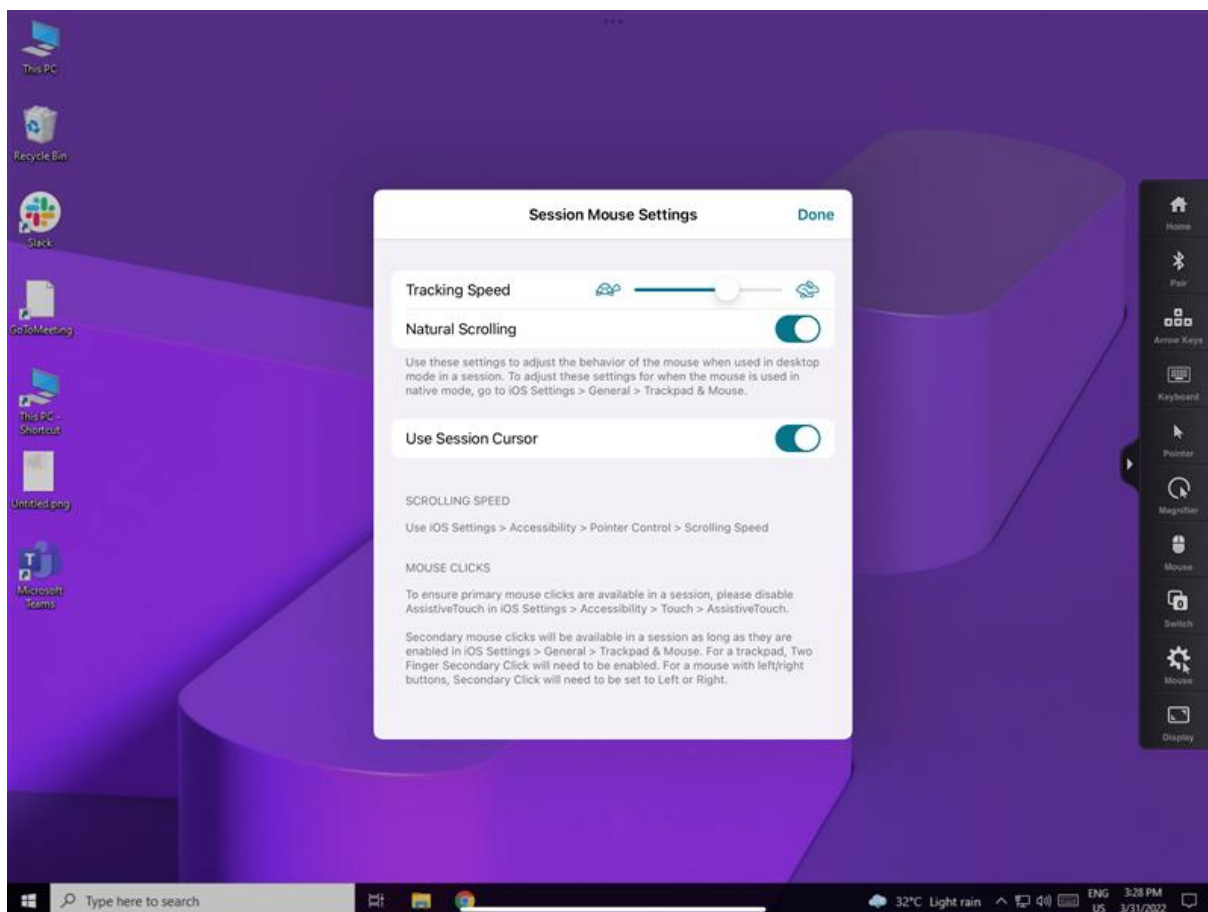 This PC
Recycle Bin
Slack
GoToMeeting
This PC -
Shortcut
Untitled.png
Microsoft
Teams
Session Mouse Settings
Done
Tracking Speed
Natural Scrolling
Use these settings to adjust the behavior of the mouse when used in desktop
mode in a session. To adjust these settings for when the mouse is used in
native mode, go to iOS Settings > General > Trackpad & Mouse.
Use Session Cursor
SCROLLING SPEED
Use iOS Settings > Accessibility > Pointer Control > Scrolling Speed
MOUSE CLICKS
To ensure primary mouse clicks are available in a session, please disable
AssistiveTouch in iOS Settings > Accessibility > Touch > AssistiveTouch.
Secondary mouse clicks will be available in a session as long as they are
enabled in iOS Settings > General > Trackpad & Mouse. For a trackpad, Two
Finger Secondary Click will need to be enabled. For a mouse with left/right
buttons, Secondary Click will need to be set to Left or Right.
Home
Pair
Arrow Keys
Keyboard
Pointer
Magnifier
Mouse
Switch
Mouse
Display
Type here to search
32°C Light rain
ENG
US
3:28 PM
3/31/2022